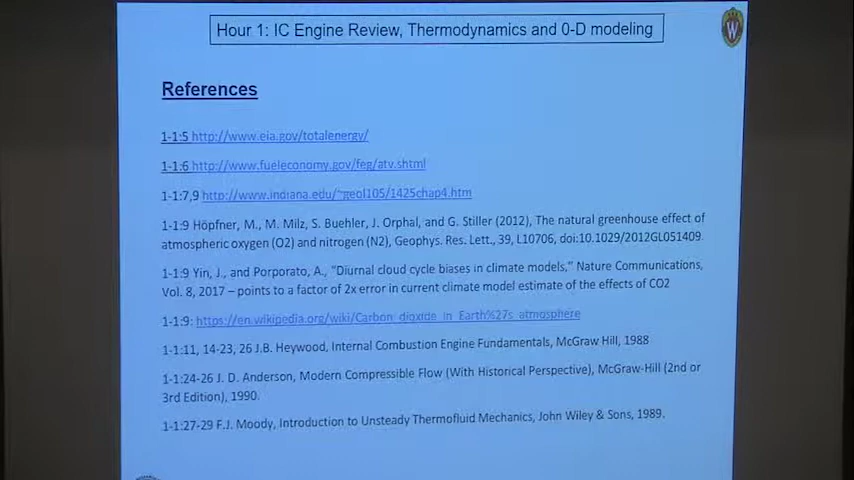 Hour 1: IC Engine Review, Thermodynamics and 0-D modeling
W
References
1-1:5 http://www.eia.gov/totalenergy/
1-1:6 http://www.fueleconomy.gov/feg/atv.shtml
1-1:7,9 http://www.indiana.edu/~geol105/1425chap4.htm
1-1:9 Höpfner, M., M. Milz, S. Buehler, J. Orphal, and G. Stiller (2012), The natural greenhouse effect of
atmospheric oxygen (O2) and nitrogen (N2), Geophys. Res. Lett., 39, L10706, doi:10.1029/2012GL051409.
1-1:9 Yin, J., and Porporato, A., "Diurnal cloud cycle biases in climate models," Nature Communications,
Vol. 8, 2017 – points to a factor of 2x error in current climate model estimate of the effects of CO2
1-1:9: https://en.wikipedia.org/wiki/Carbon_dioxide_in_Earth%27s_atmosphere
1-1:11, 14-23, 26 J.B. Heywood, Internal Combustion Engine Fundamentals, McGraw Hill, 1988
1-1:24-26 J. D. Anderson, Modern Compressible Flow (With Historical Perspective), McGraw-Hill (2nd or
3rd Edition), 1990.
1-1:27-29 F.J. Moody, Introduction to Unsteady Thermofluid Mechanics, John Wiley & Sons, 1989.